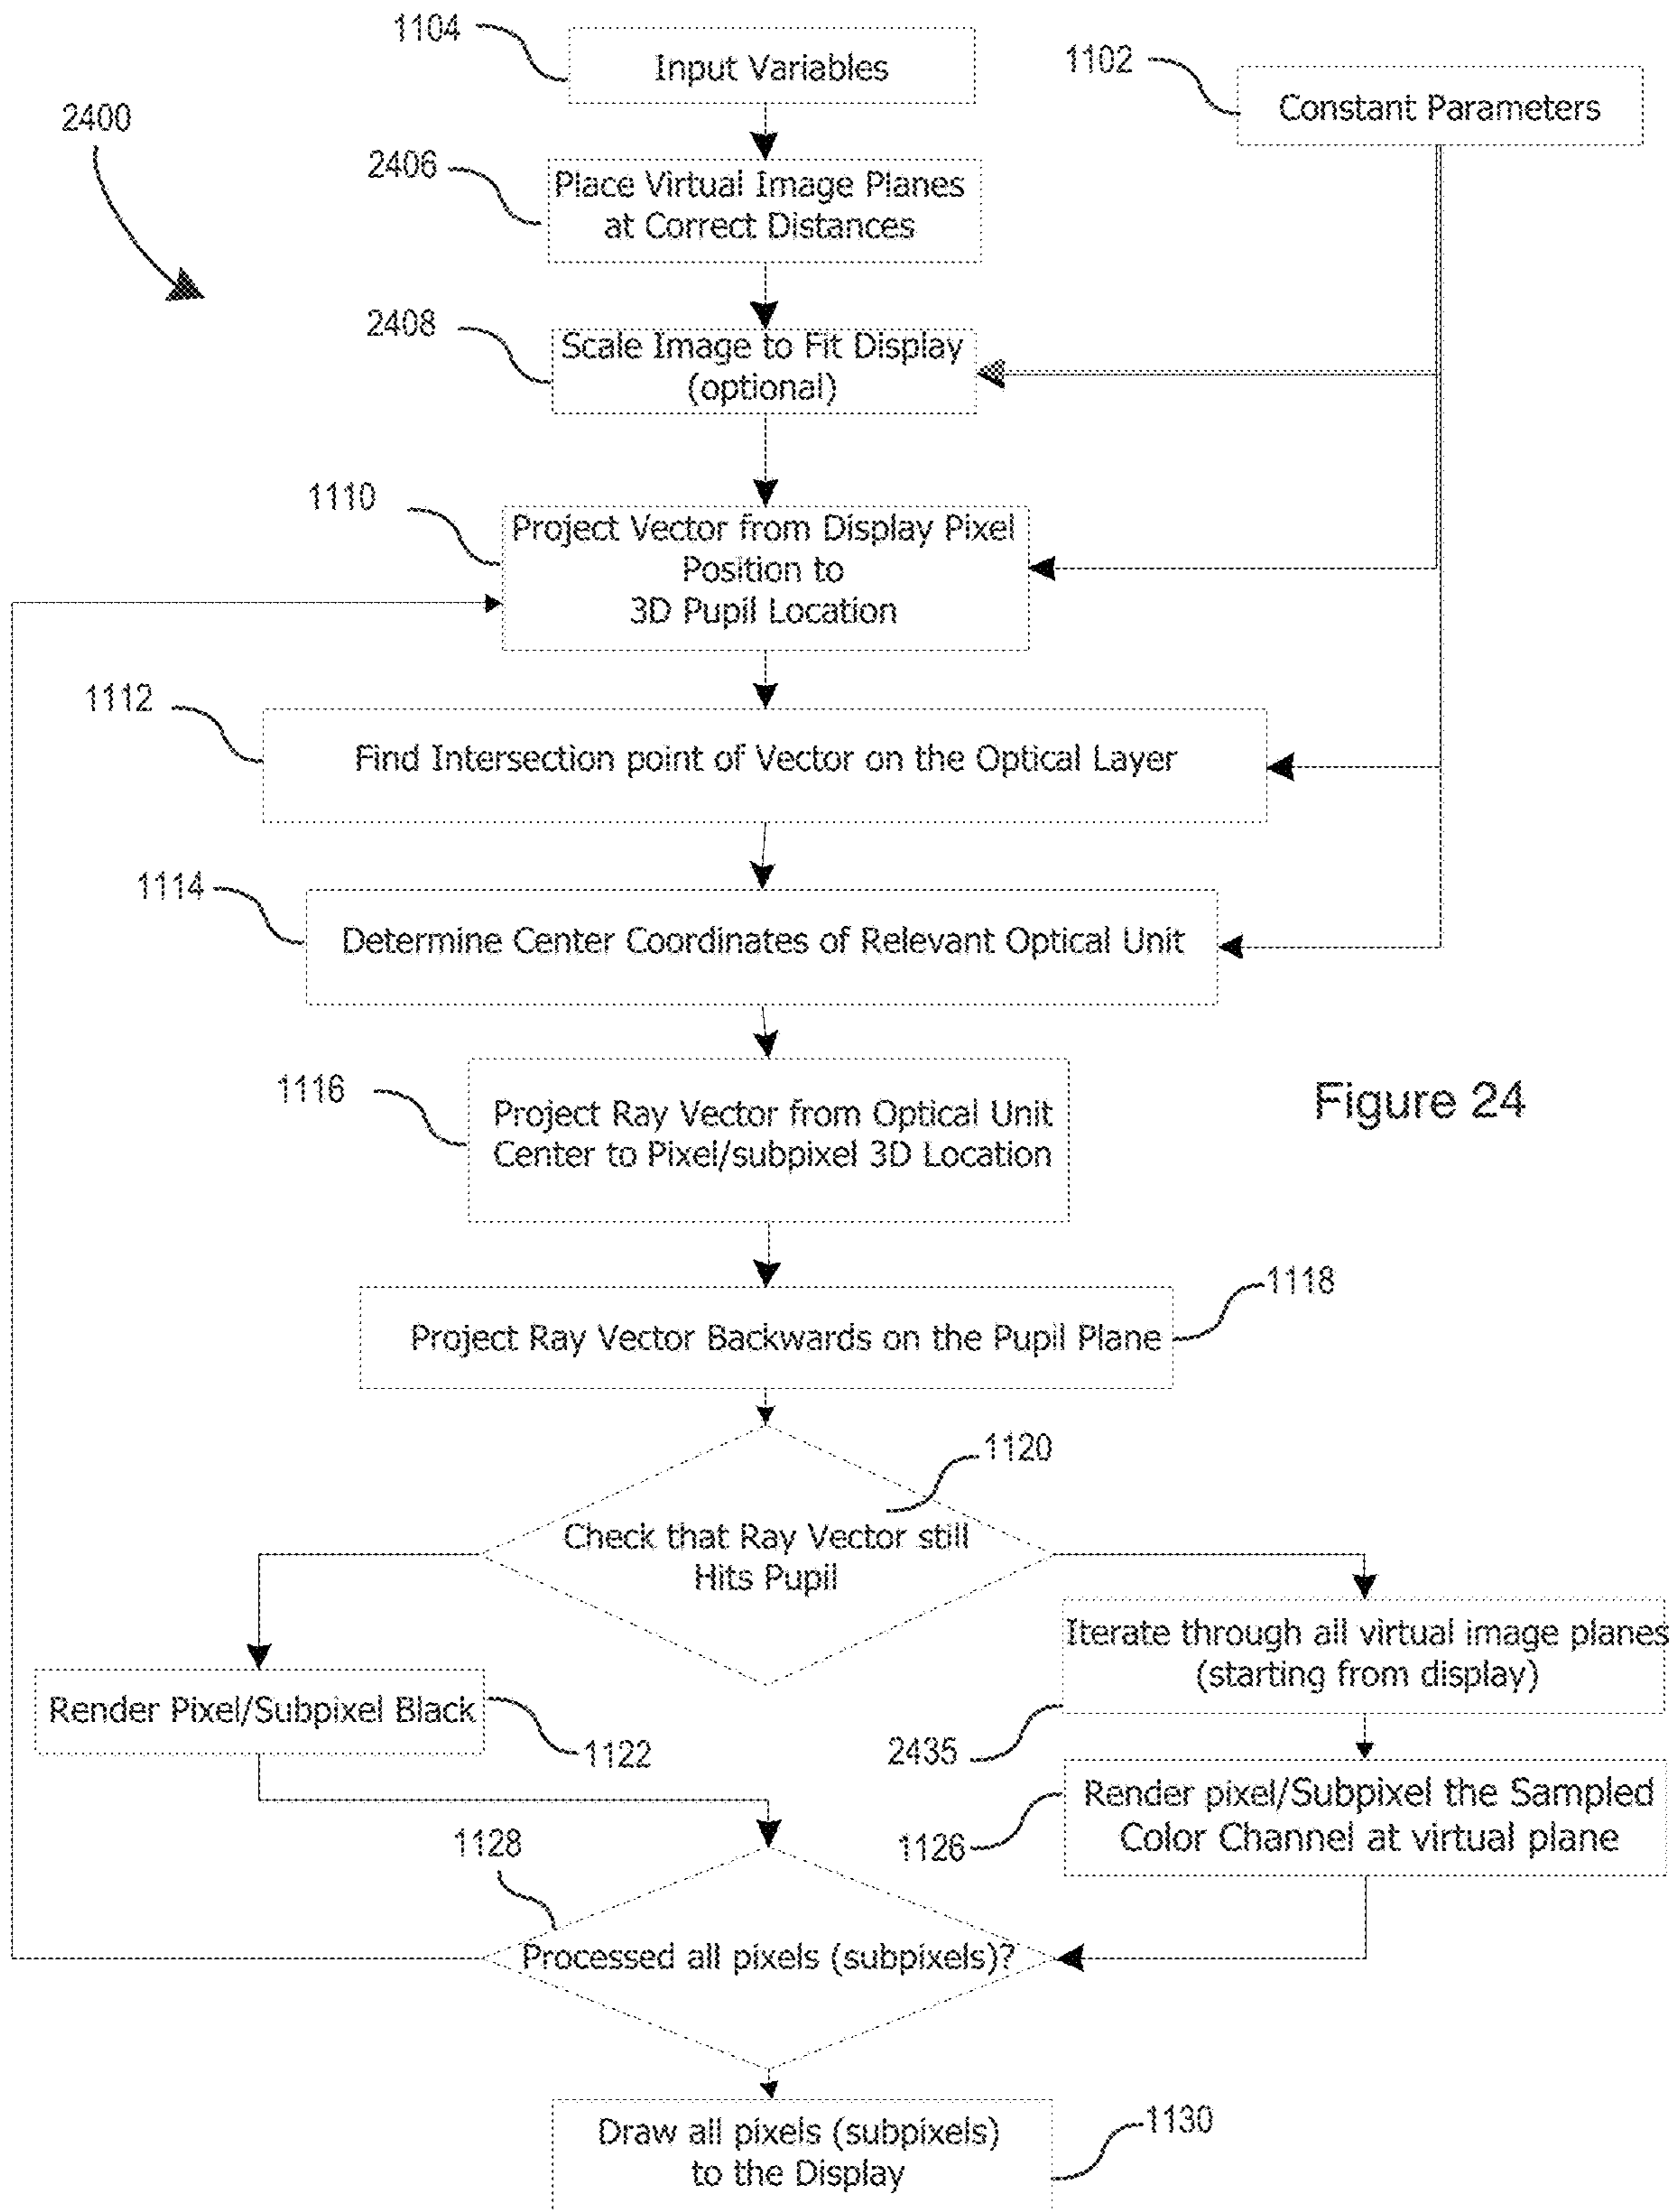 1104
Input Variables
1102
Constant Parameters
2400
2406
Place Virtual Image Planes
at Correct Distances
2408
Scale Image to Fit Display
(optional)
1110
Project Vector from Display Pixel
Position to
3D Pupil Location
1112
Find Intersection point of Vector on the Optical Layer
1114
Determine Center Coordinates of Relevant Optical Unit
1116
Project Ray Vector from Optical Unit
Center to Pixel/subpixel 3D Location
Figure 24
1118
Project Ray Vector Backwards on the Pupil Plane
1120
Check that Ray Vector still
Hits Pupil
Iterate through all virtual image planes
(starting from display)
2435
Render Pixel/Subpixel Black
1122
Render pixel/Subpixel the Sampled
Color Channel at virtual plane
1126
1128
Processed all pixels (subpixels)?
Draw all pixels (subpixels)
to the Display
1130